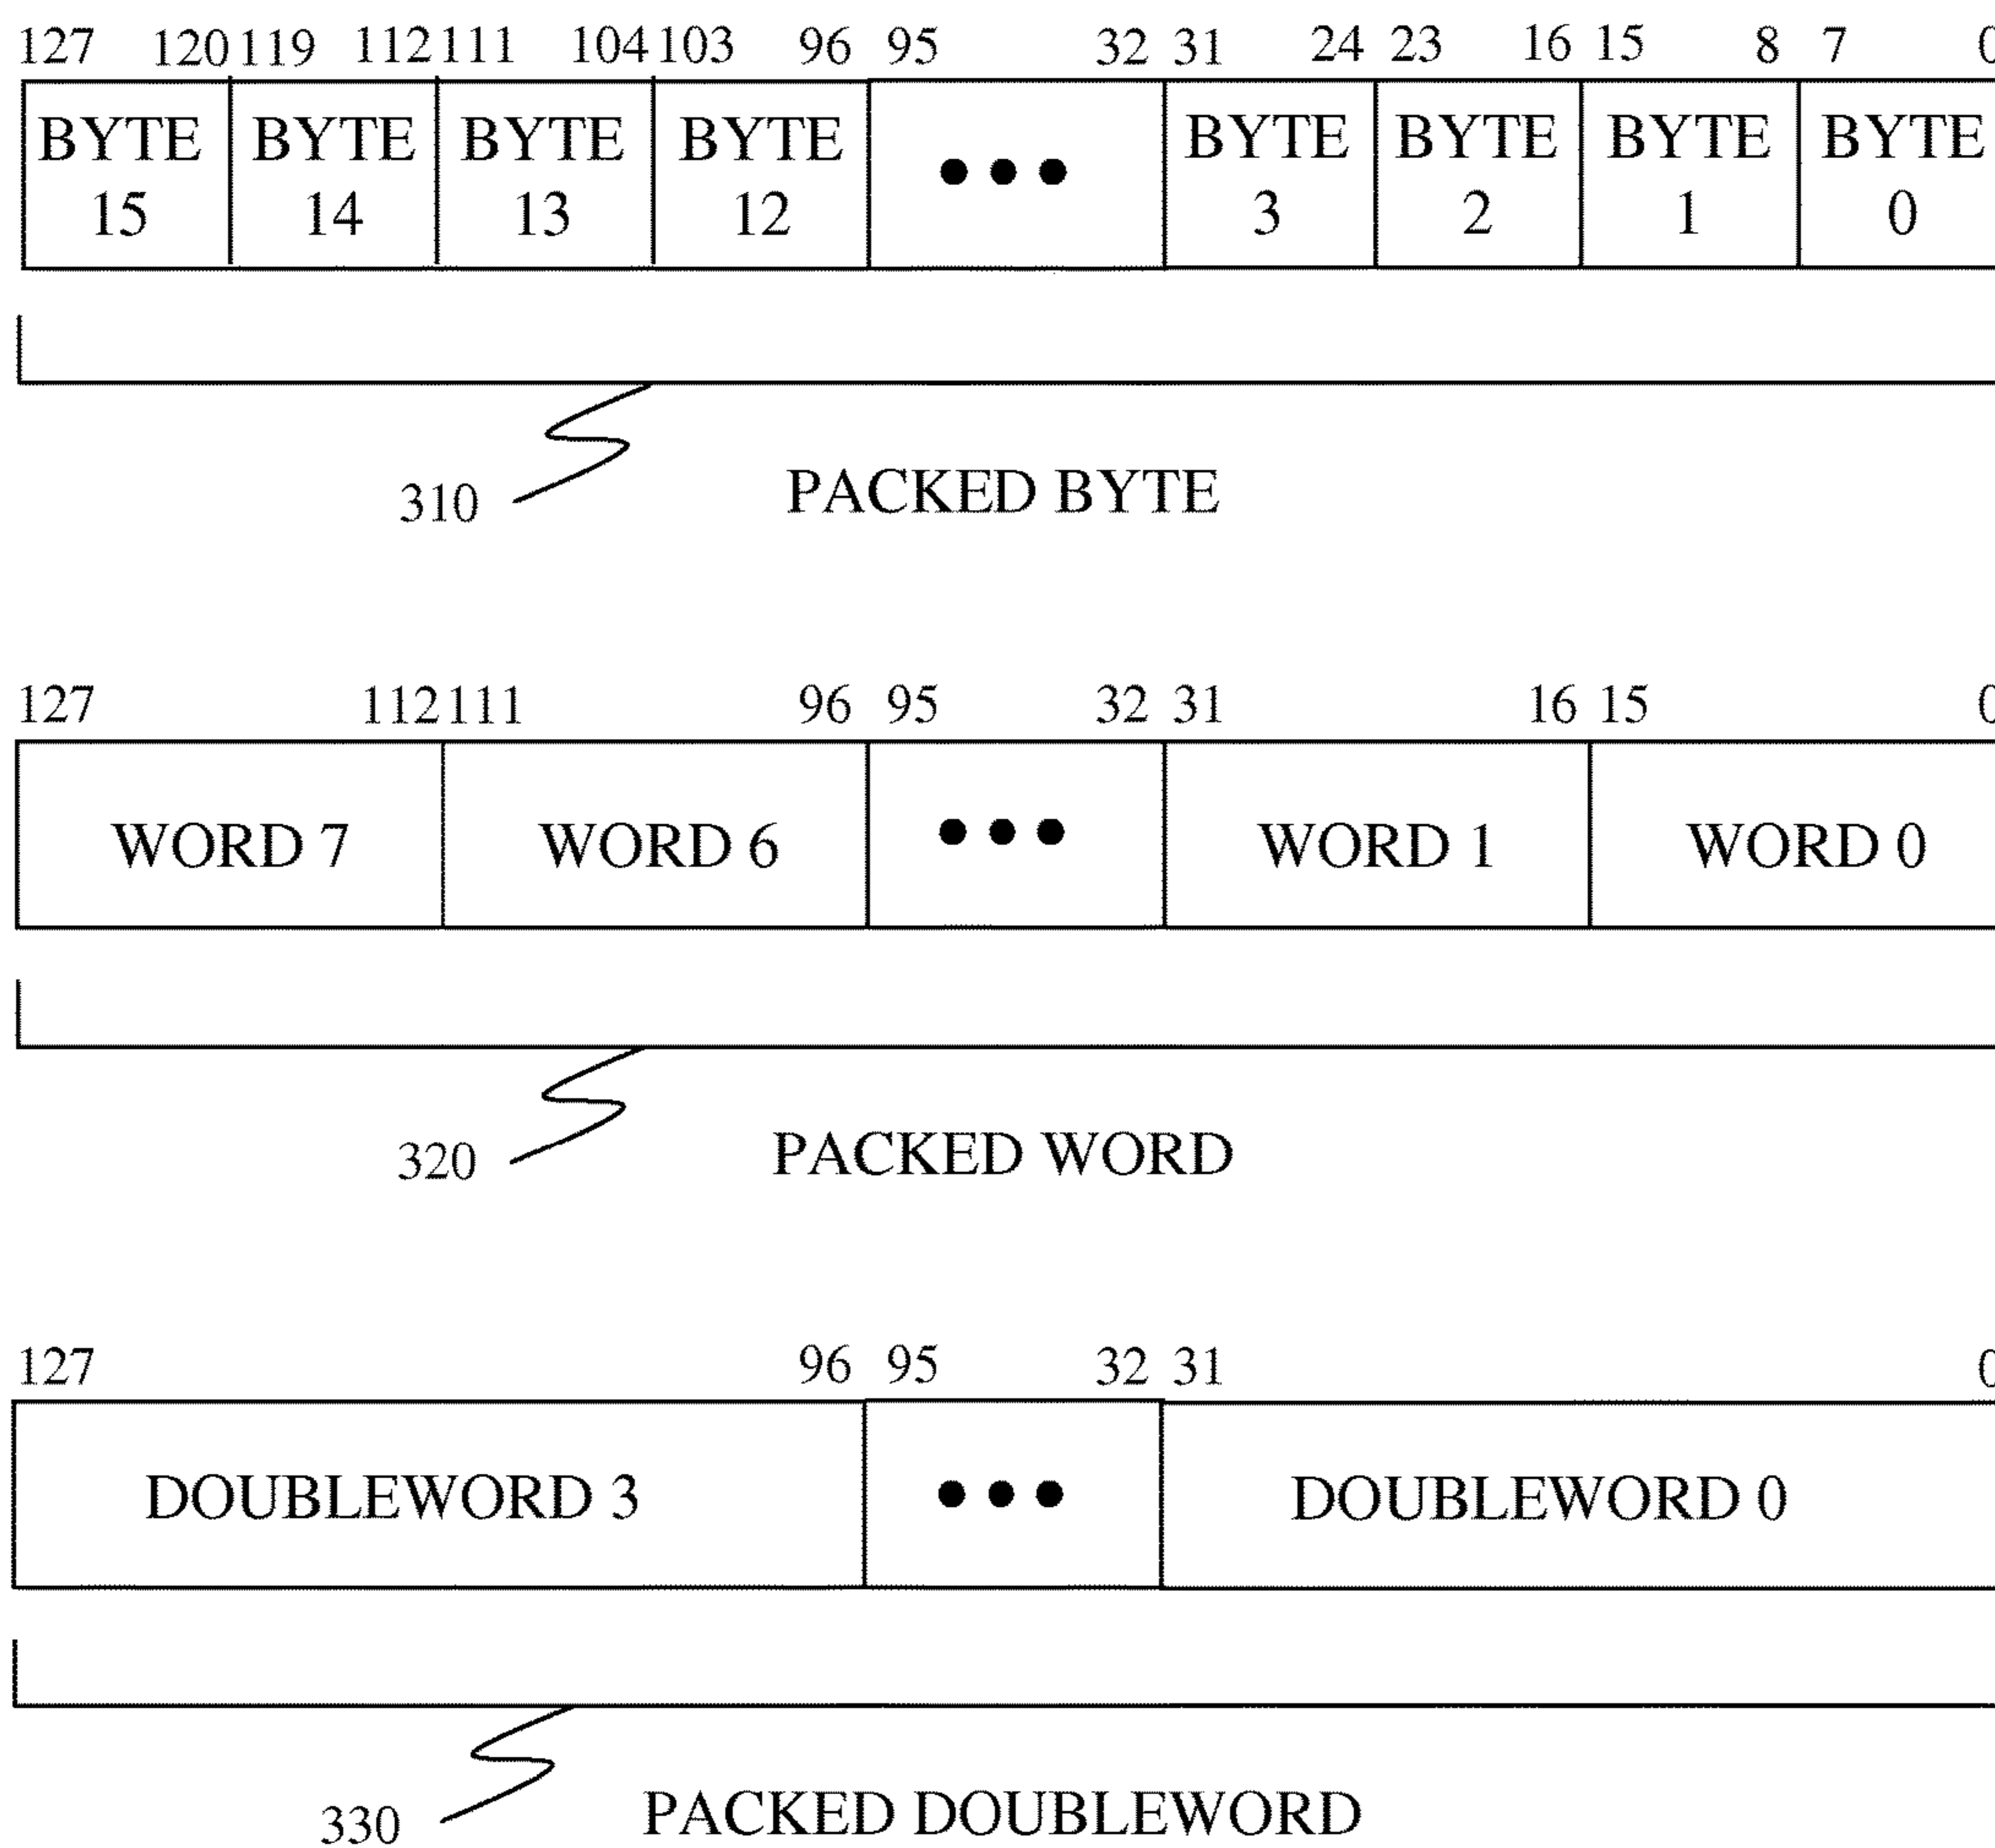 127 120 119 112 111 104 103 96 95 32 31 24 23 16 15 8 7 0
BYTE 15 BYTE 14 BYTE 13 BYTE 12 ••• BYTE 3 BYTE 2 BYTE 1 BYTE 0
310 PACKED BYTE
127 112 111 96 95 32 31 16 15 0
WORD 7 WORD 6 ••• WORD 1 WORD 0
320 PACKED WORD
127 96 95 32 31 0
DOUBLEWORD 3 ••• DOUBLEWORD 0
330 PACKED DOUBLEWORD